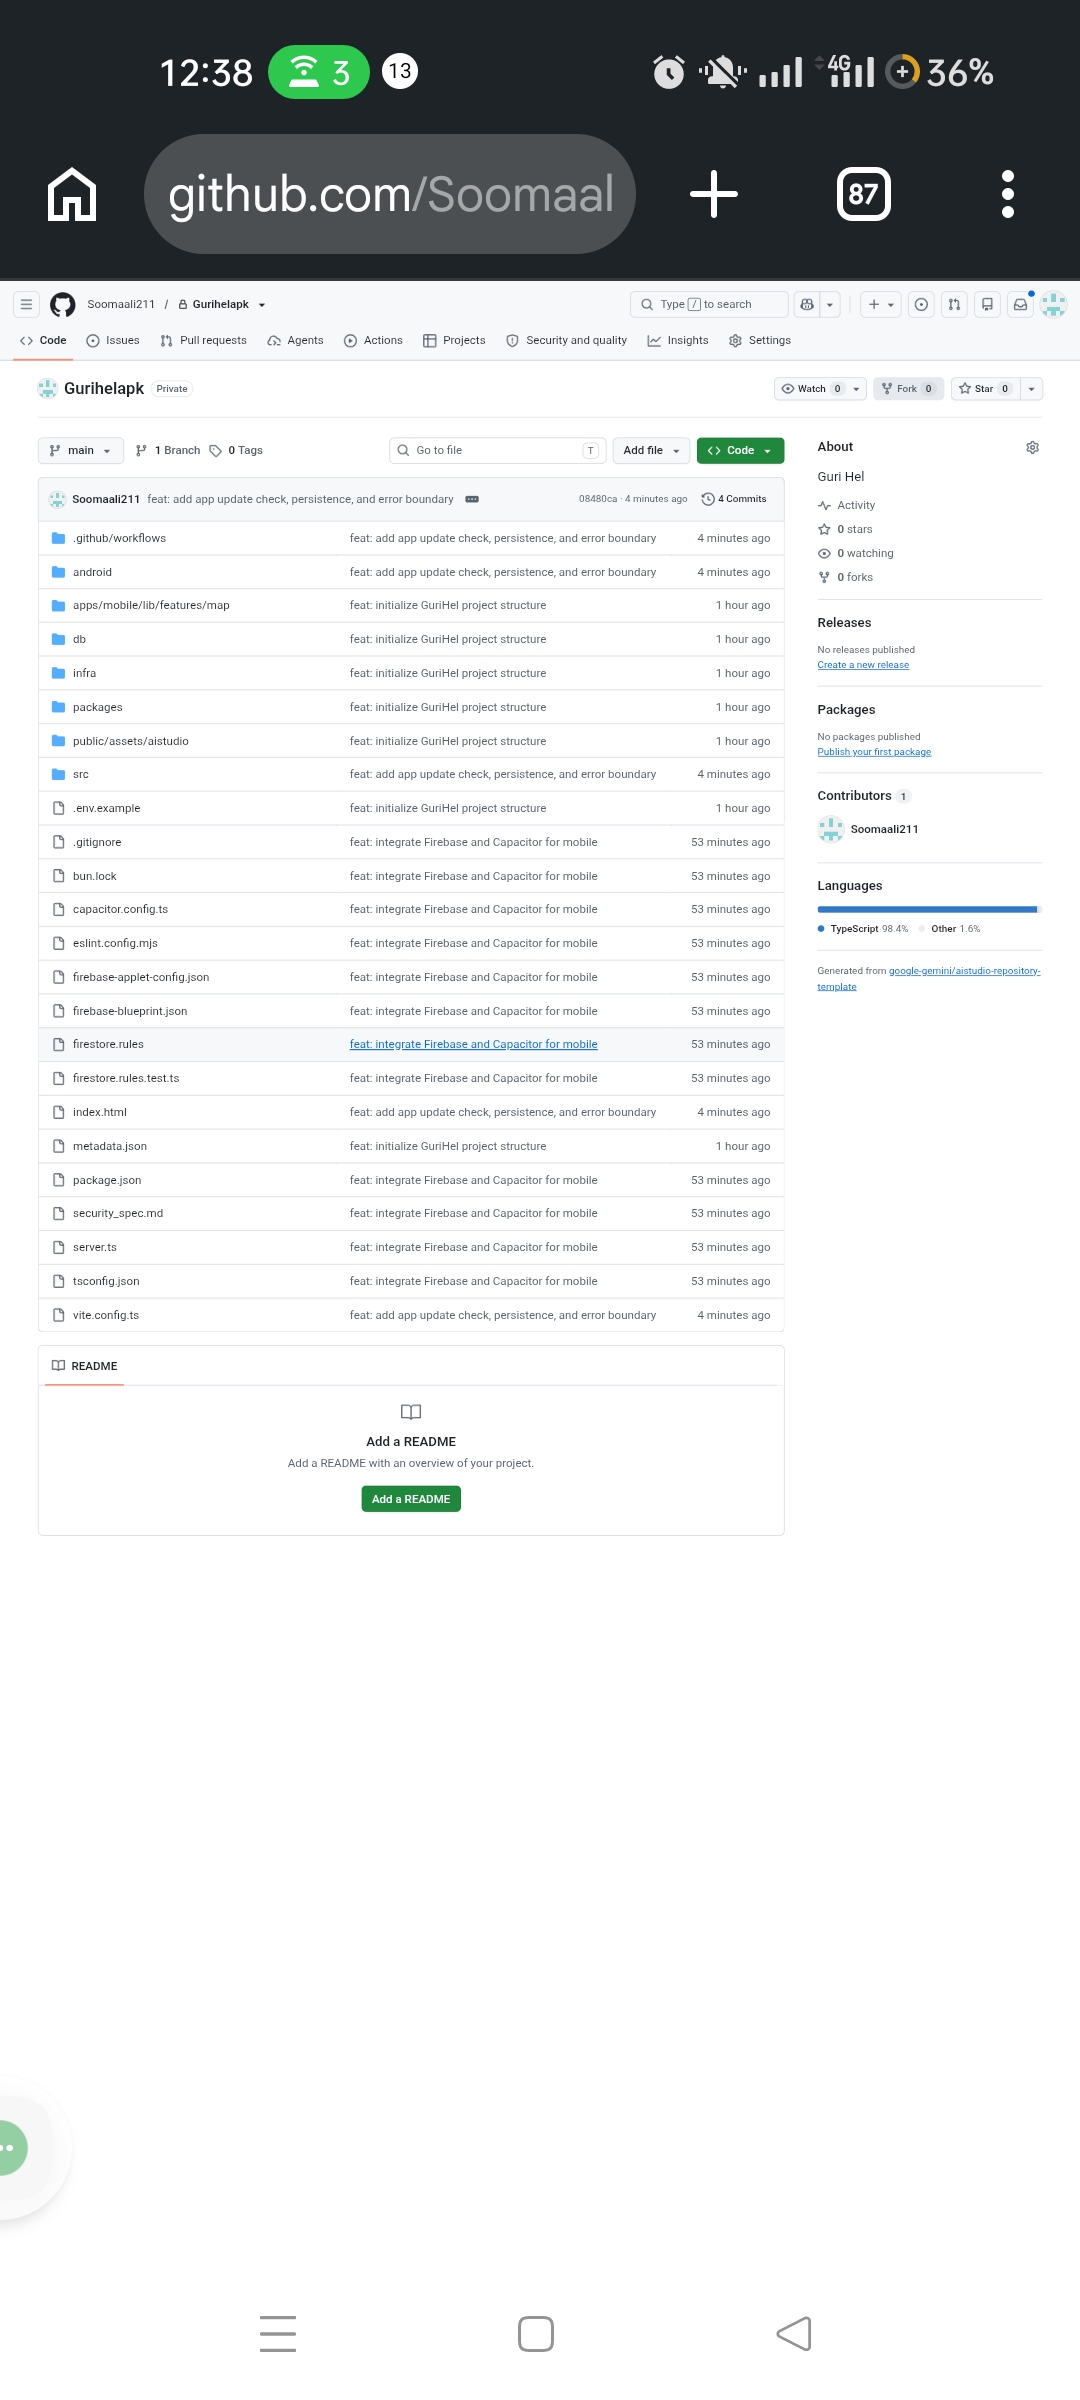 12:38 3 13 4G 36%
github.com/Soomaal 87
Soomaali211 / Gurihelapk Type / to search
Code Issues Pull requests Agents Actions Projects Security and quality Insights Settings
Gurihelapk Private Watch 0 Fork 0 Star 0
main 1 Branch 0 Tags Go to file T Add file Code
Soomaali211 feat: add app update check, persistence, and error boundary 08480ca · 4 minutes ago 4 Commits
.github/workflows feat: add app update check, persistence, and error boundary 4 minutes ago
android feat: add app update check, persistence, and error boundary 4 minutes ago
apps/mobile/lib/features/map feat: initialize GuriHel project structure 1 hour ago
db feat: initialize GuriHel project structure 1 hour ago
infra feat: initialize GuriHel project structure 1 hour ago
packages feat: initialize GuriHel project structure 1 hour ago
public/assets/aistudio feat: initialize GuriHel project structure 1 hour ago
src feat: add app update check, persistence, and error boundary 4 minutes ago
.env.example feat: initialize GuriHel project structure 1 hour ago
.gitignore feat: integrate Firebase and Capacitor for mobile 53 minutes ago
bun.lock feat: integrate Firebase and Capacitor for mobile 53 minutes ago
capacitor.config.ts feat: integrate Firebase and Capacitor for mobile 53 minutes ago
eslint.config.mjs feat: integrate Firebase and Capacitor for mobile 53 minutes ago
firebase-applet-config.json feat: integrate Firebase and Capacitor for mobile 53 minutes ago
firebase-blueprint.json feat: integrate Firebase and Capacitor for mobile 53 minutes ago
firestore.rules feat: integrate Firebase and Capacitor for mobile 53 minutes ago
firestore.rules.test.ts feat: integrate Firebase and Capacitor for mobile 53 minutes ago
index.html feat: add app update check, persistence, and error boundary 4 minutes ago
metadata.json feat: initialize GuriHel project structure 1 hour ago
package.json feat: integrate Firebase and Capacitor for mobile 53 minutes ago
security_spec.md feat: integrate Firebase and Capacitor for mobile 53 minutes ago
server.ts feat: integrate Firebase and Capacitor for mobile 53 minutes ago
tsconfig.json feat: integrate Firebase and Capacitor for mobile 53 minutes ago
vite.config.ts feat: add app update check, persistence, and error boundary 4 minutes ago
README
Add a README
Add a README with an overview of your project.
Add a README
About
Guri Hel
Activity
0 stars
0 watching
0 forks
Releases
No releases published
Create a new release
Packages
No packages published
Publish your first package
Contributors 1
Soomaali211
Languages
TypeScript 98.4% Other 1.6%
Generated from google-gemini/aistudio-repository-
template